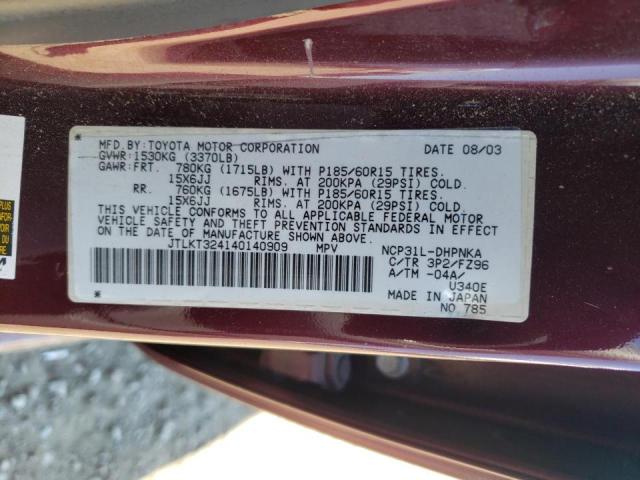 MFD.BY:TOYOTA MOTOR CORPORATION DATE 08/03
GVWR:1530KG (3370LB)
GAWR:FRT. 780KG (1715LB) WITH P185/60R15 TIRES.
15X6JJ RIMS. AT 200KPA (29PSI) COLD.
RR. 760KG (1675LB) WITH P185/60R15 TIRES.
15X6JJ RIMS. AT 200KPA (29PSI) COLD.
THIS VEHICLE CONFORMS TO ALL APPLICABLE FEDERAL MOTOR
VEHICLE SAFETY AND THEFT PREVENTION STANDARDS IN EFFECT
ON THE DATE OF MANUFACTURE SHOWN ABOVE.
JTLKT324140140909 MPV NCP31L-DHPNKA
C/TR 3P2/FZ96
A/TM -04A/
U340E
MADE IN JAPAN
NO 785
PLUS